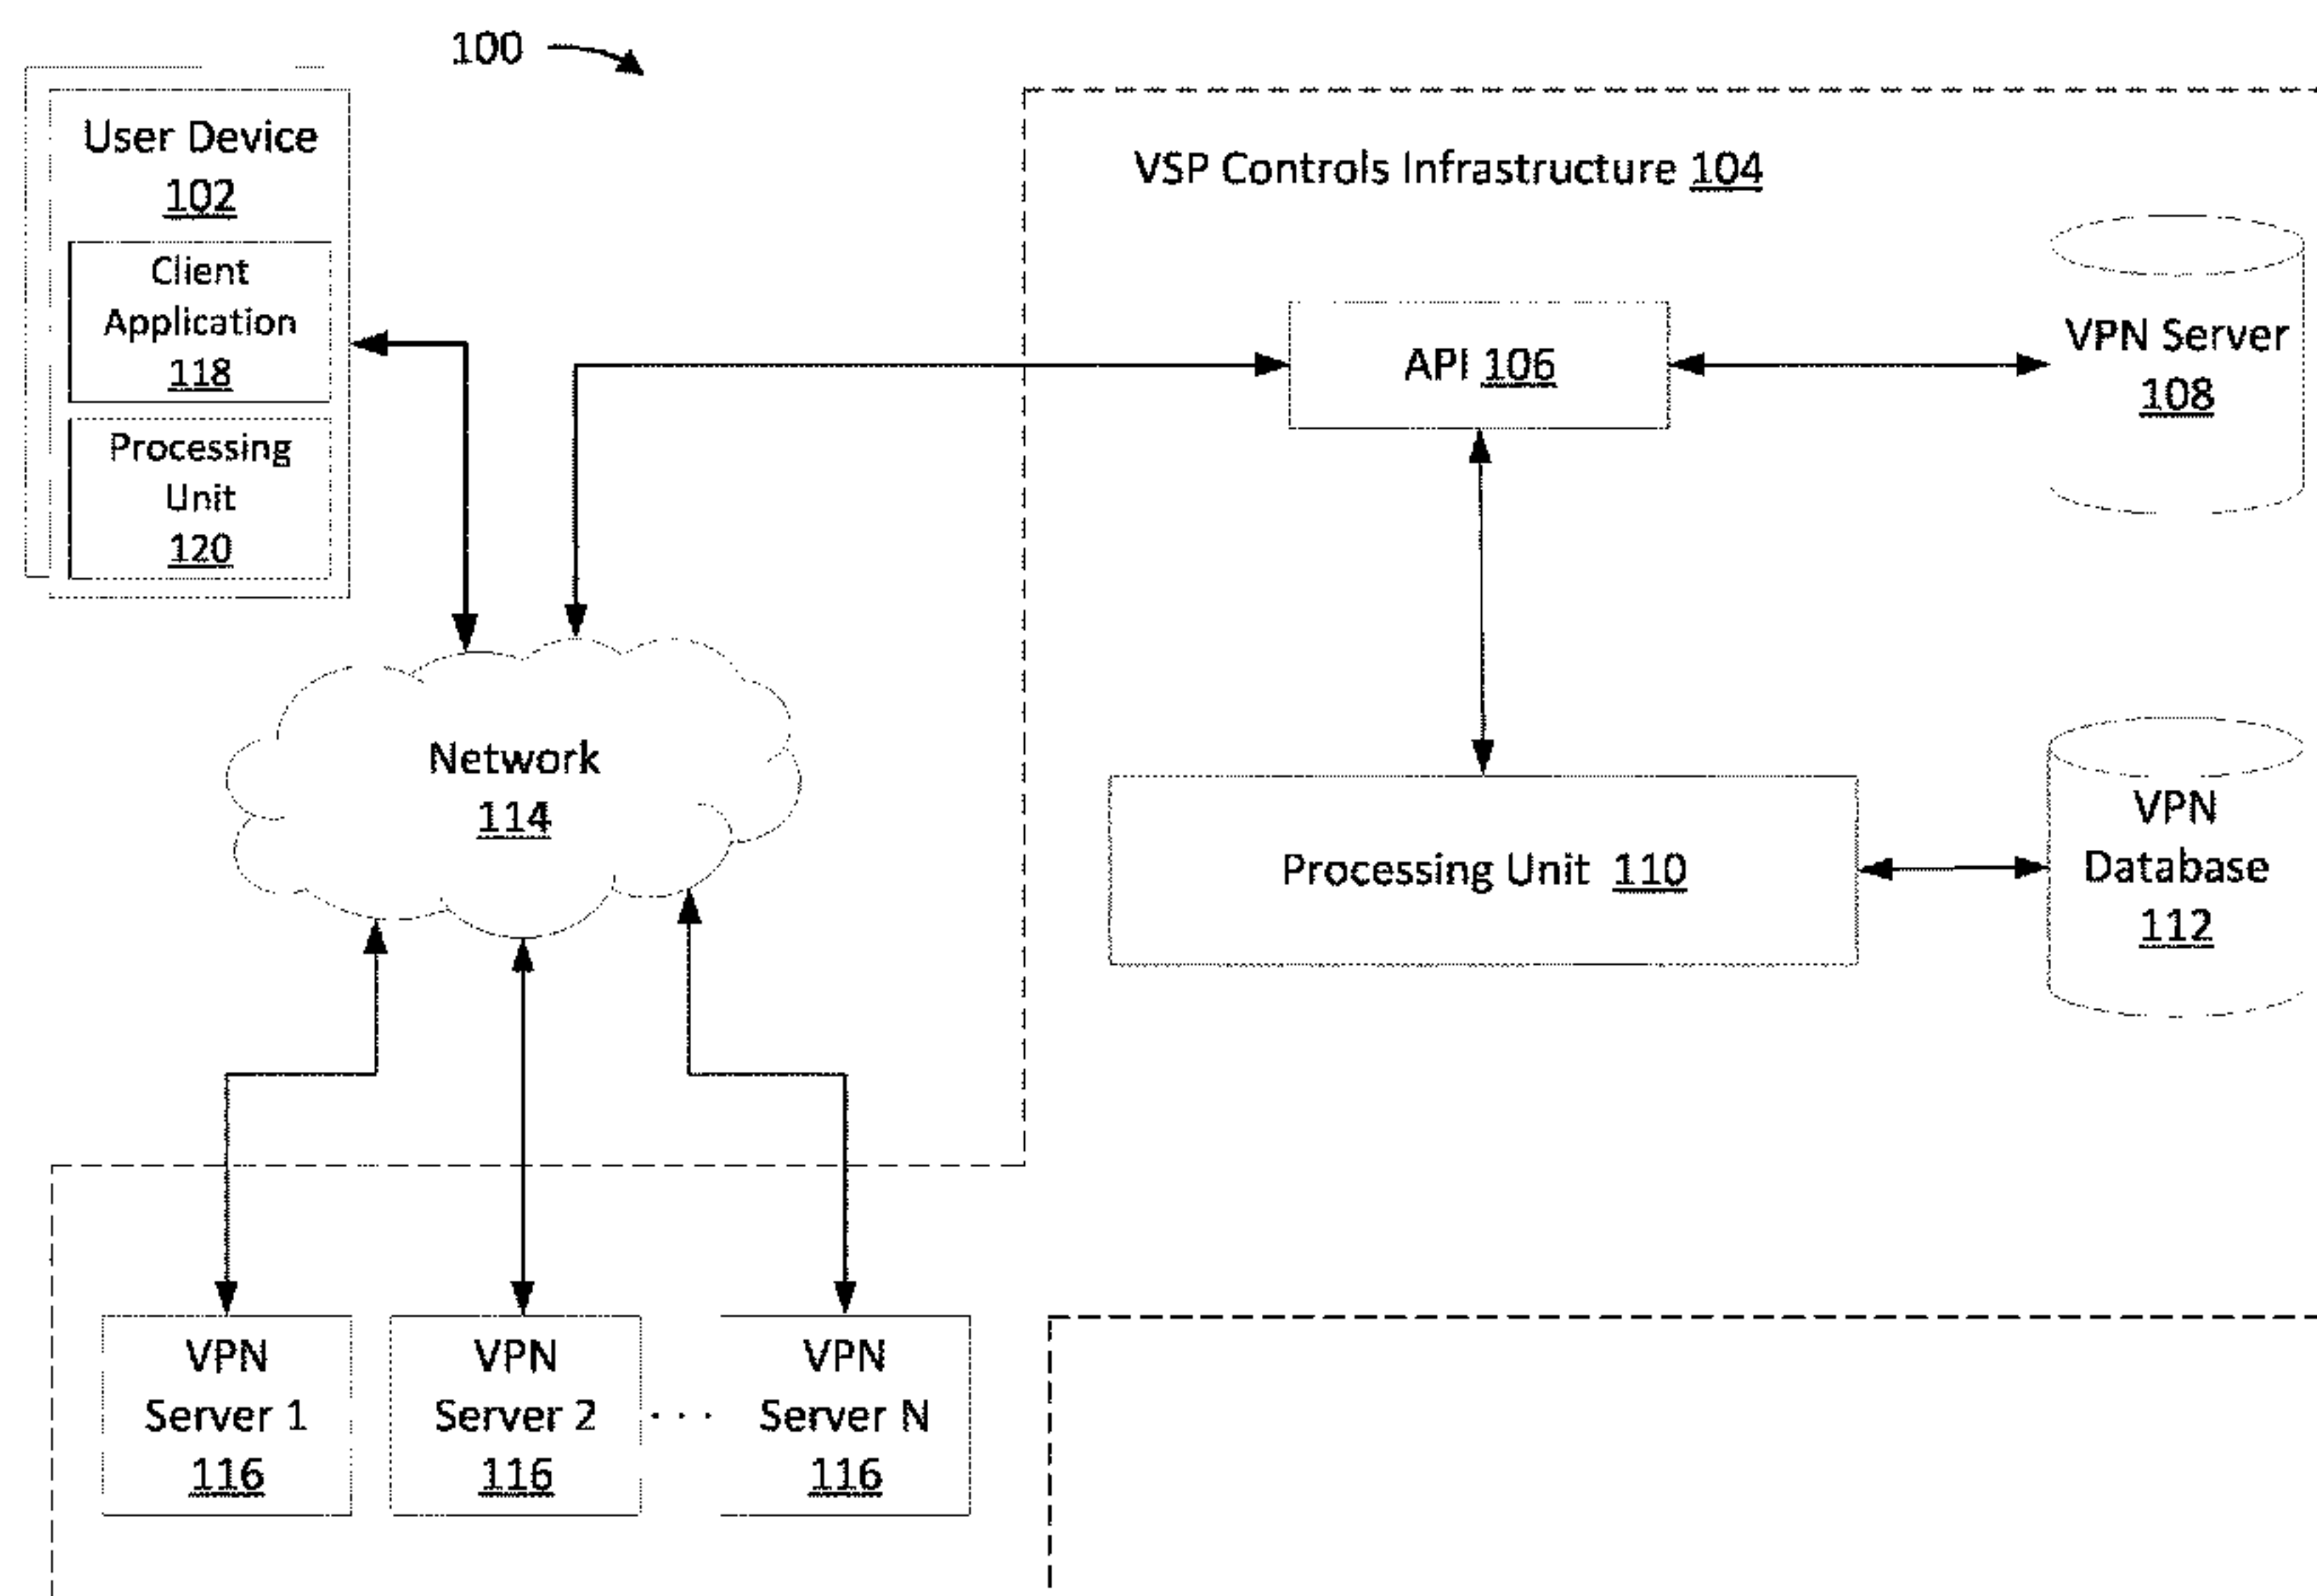 100
User Device
102
Client
Application
118
Processing
Unit
120
VSP Controls Infrastructure 104
API 106
VPN Server
108
Network
114
Processing Unit 110
VPN
Database
112
VPN
Server 1
116
VPN
Server 2
116
. . .
VPN
Server N
116